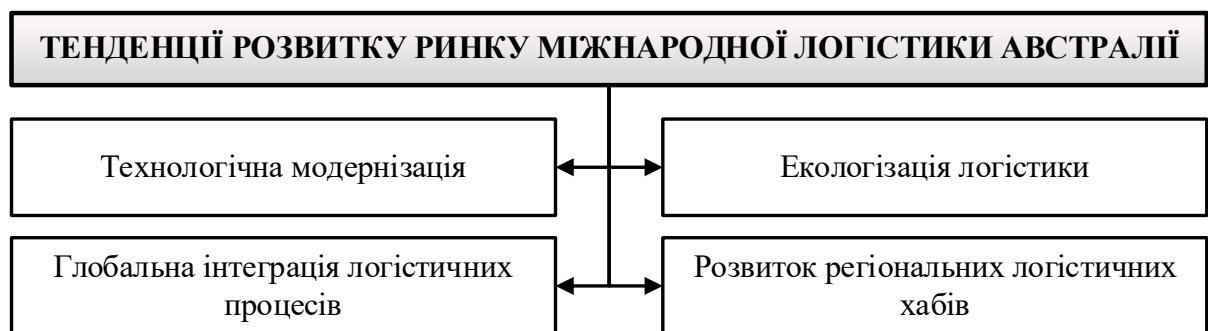 ТЕНДЕНЦІЇ РОЗВИТКУ РИНКУ МІЖНАРОДНОЇ ЛОГІСТИКИ АВСТРАЛІЇ
Технологічна модернізація
Екологізація логістики
Глобальна інтеграція логістичних
процесів
Розвиток регіональних логістичних
хабів